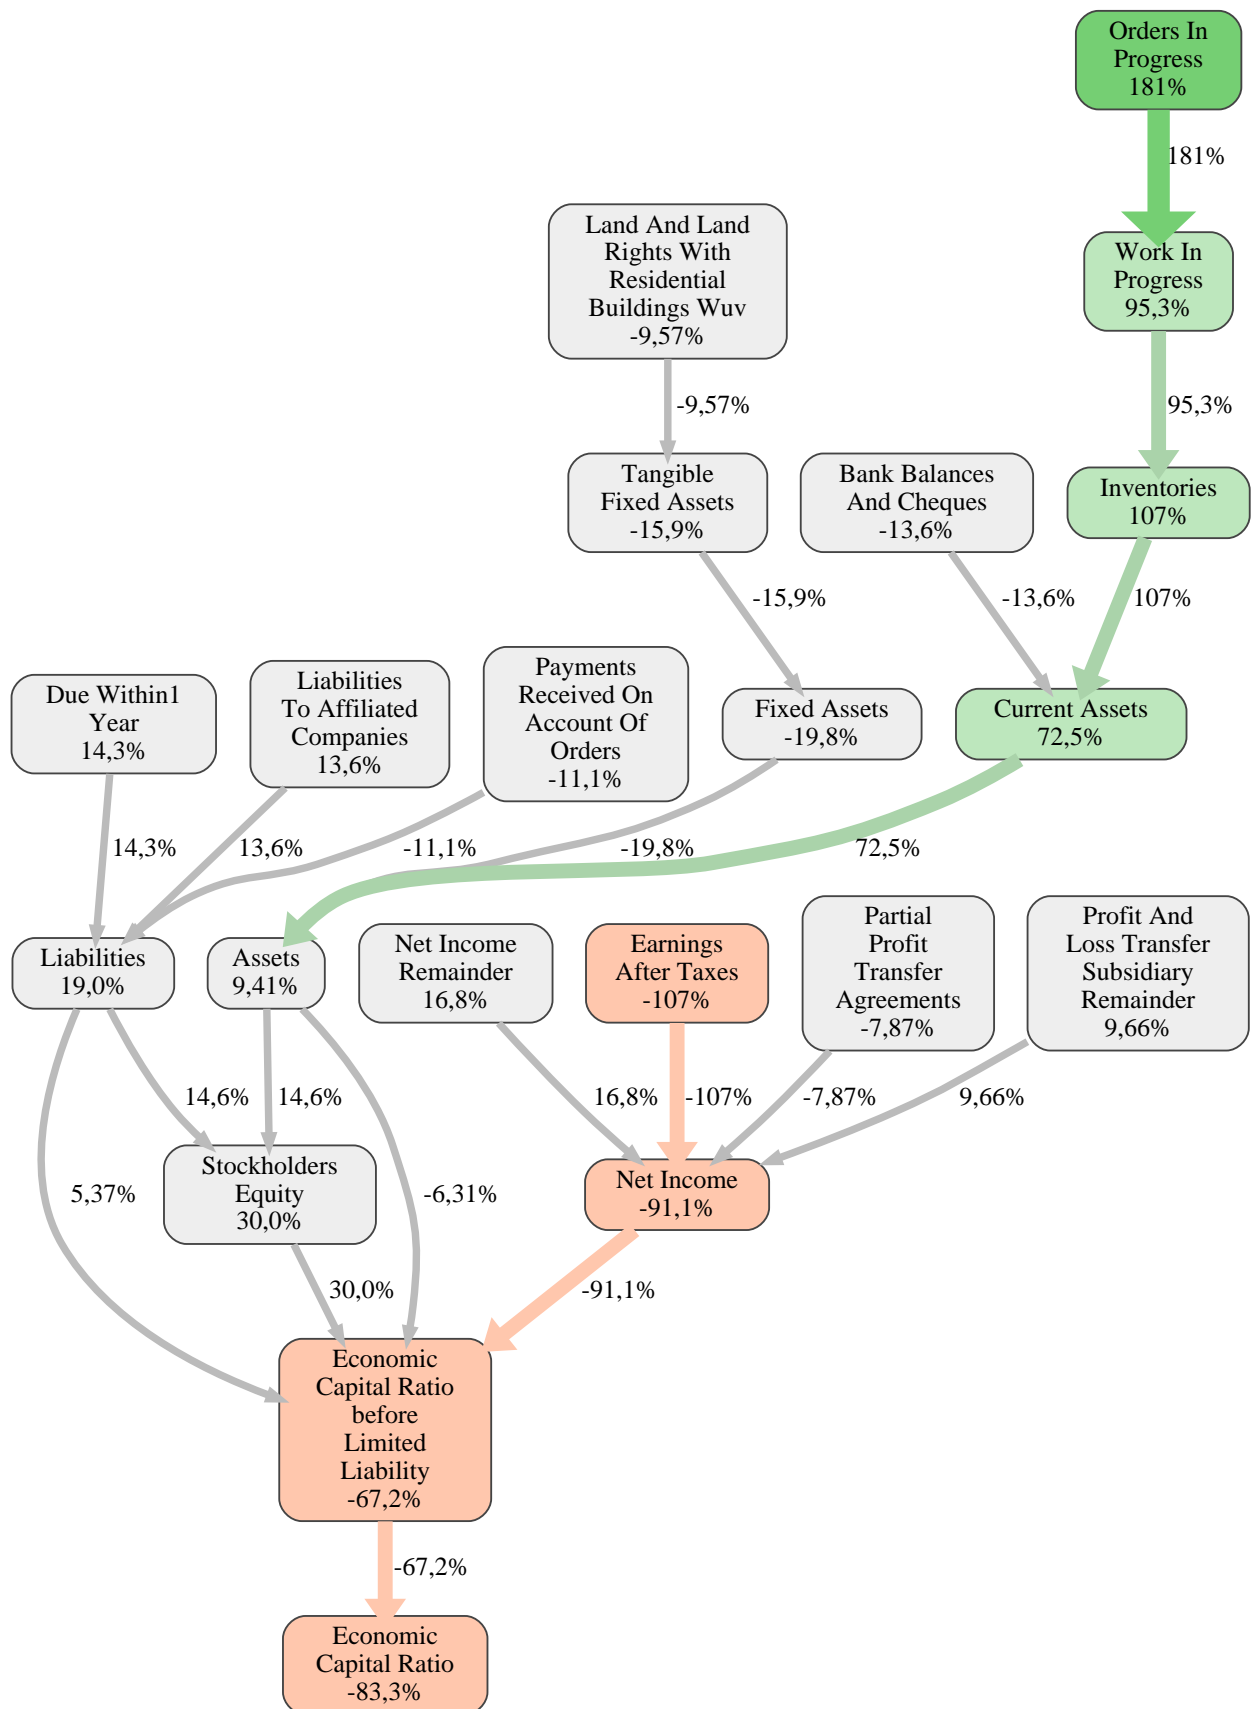 Orders In
Progress
181%
181%
Land And Land
Rights With
Residential
Buildings Wuv
-9,57%
Work In
Progress
95,3%
-9,57%
95,3%
Tangible
Fixed Assets
-15,9%
Bank Balances
And Cheques
-13,6%
Inventories
107%
-15,9%
-13,6%
107%
Due Within1
Year
14,3%
Liabilities
To Affiliated
Companies
13,6%
Payments
Received On
Account Of
Orders
-11,1%
Fixed Assets
-19,8%
Current Assets
72,5%
14,3%
13,6%
-11,1%
-19,8%
72,5%
Liabilities
19,0%
Assets
9,41%
Net Income
Remainder
16,8%
Earnings
After Taxes
-107%
Partial
Profit
Transfer
Agreements
-7,87%
Profit And
Loss Transfer
Subsidiary
Remainder
9,66%
14,6%
14,6%
16,8%
-107%
-7,87%
9,66%
5,37%
Stockholders
Equity
30,0%
-6,31%
Net Income
-91,1%
30,0%
-91,1%
Economic
Capital Ratio
before
Limited
Liability
-67,2%
-67,2%
Economic
Capital Ratio
-83,3%